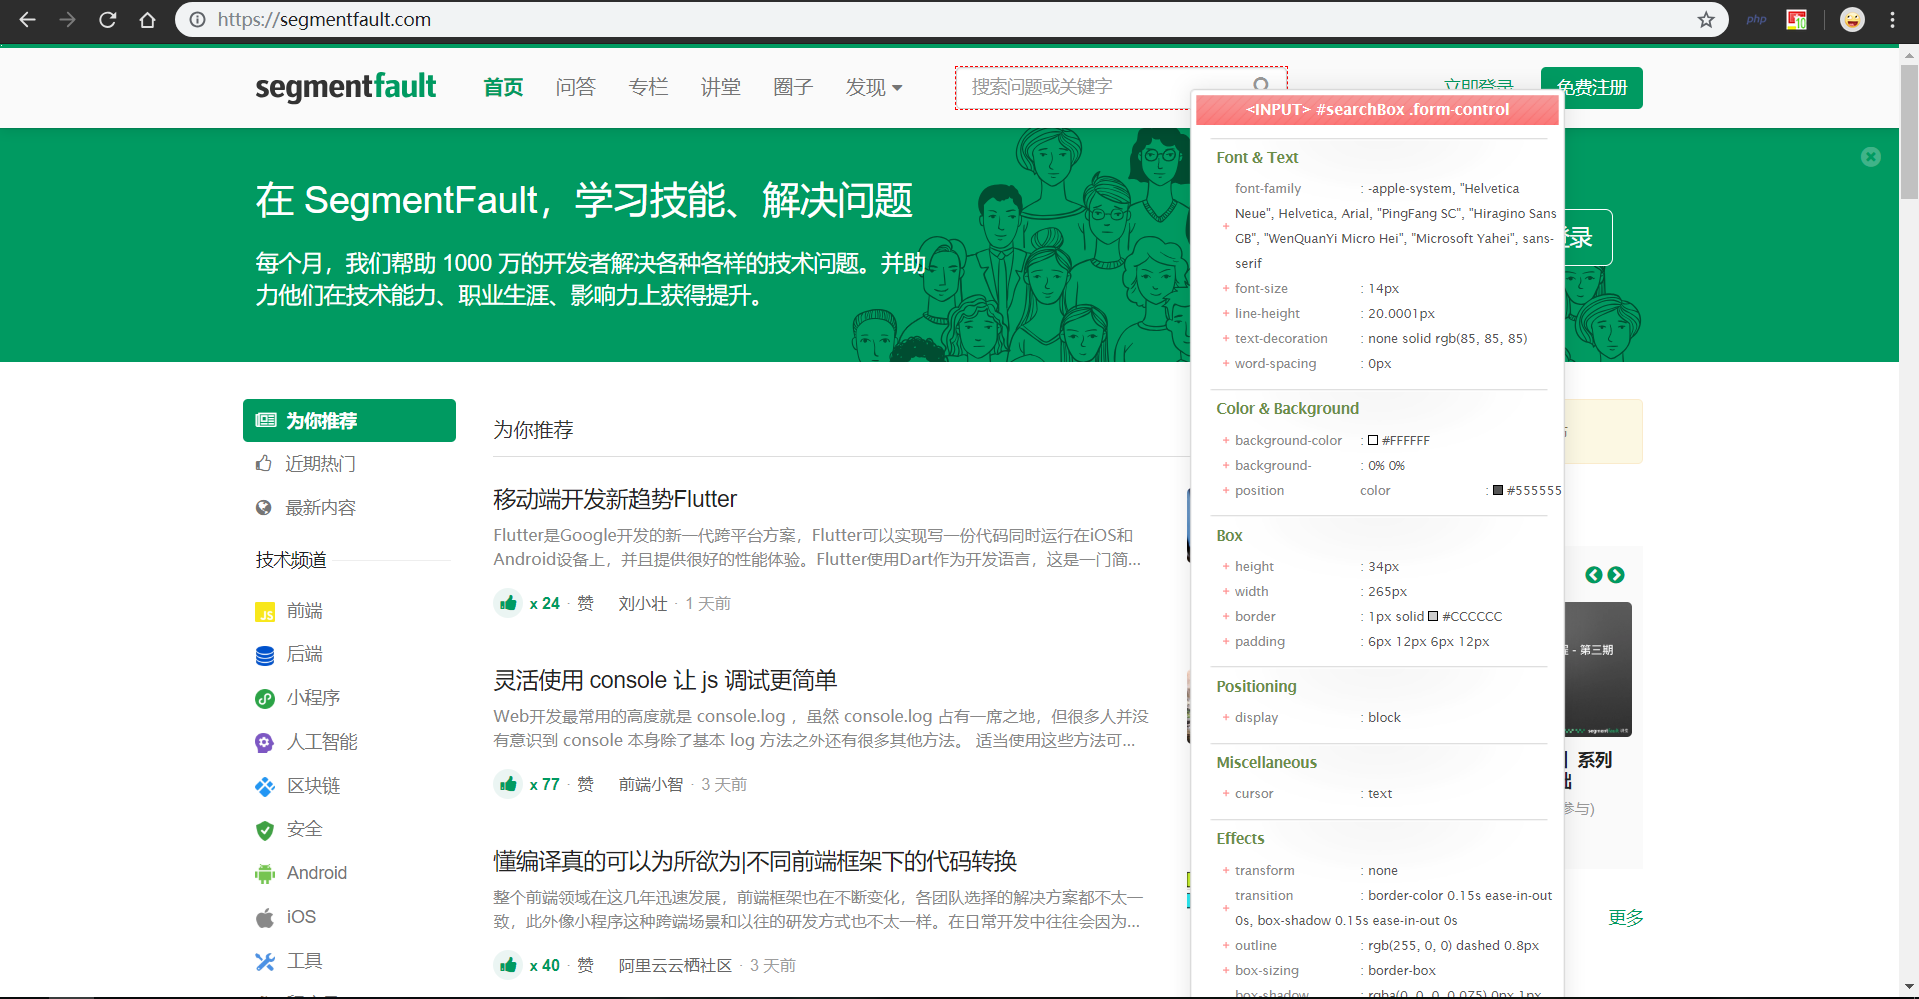 https://segmentfault.com
php
10
segmentfault
首页
问答
专栏
讲堂
圈子
发现
搜索问题或关键字
立即登录
免费注册
在 SegmentFault，学习技能、解决问题
每个月，我们帮助 1000 万的开发者解决各种各样的技术问题。并助
力他们在技术能力、职业生涯、影响力上获得提升。
登录
为你推荐
近期热门
最新内容
技术频道
JS 前端
后端
小程序
人工智能
区块链
安全
Android
iOS
工具
为你推荐
移动端开发新趋势Flutter
Flutter是Google开发的新一代跨平台方案，Flutter可以实现写一份代码同时运行在iOS和
Android设备上，并且提供很好的性能体验。Flutter使用Dart作为开发语言，这是一门简...
x 24 · 赞 刘小壮 · 1 天前
灵活使用 console 让 js 调试更简单
Web开发最常用的高度就是 console.log ，虽然 console.log 占有一席之地，但很多人并没
有意识到 console 本身除了基本 log 方法之外还有很多其他方法。 适当使用这些方法可...
x 77 · 赞 前端小智 · 3 天前
懂编译真的可以为所欲为|不同前端框架下的代码转换
整个前端领域在这几年迅速发展，前端框架也在不断变化，各团队选择的解决方案都不太一
致，此外像小程序这种跨端场景和以往的研发方式也不太一样。在日常开发中往往会因为...
x 40 · 赞 阿里云云栖社区 · 3 天前
<INPUT> #searchBox .form-control
Font & Text
font-family : -apple-system, "Helvetica
Neue", Helvetica, Arial, "PingFang SC", "Hiragino Sans
+ GB", "WenQuanYi Micro Hei", "Microsoft Yahei", sans-
serif
+ font-size : 14px
+ line-height : 20.0001px
+ text-decoration : none solid rgb(85, 85, 85)
+ word-spacing : 0px
Color & Background
+ background-color : #FFFFFF
+ background- : 0% 0%
+ position color : #555555
Box
+ height : 34px
+ width : 265px
+ border : 1px solid #CCCCCC
+ padding : 6px 12px 6px 12px
Positioning
+ display : block
Miscellaneous
+ cursor : text
Effects
+ transform : none
transition : border-color 0.15s ease-in-out
+ 0s, box-shadow 0.15s ease-in-out 0s
+ outline : rgb(255, 0, 0) dashed 0.8px
+ box-sizing : border-box
box-shadow : rgba(0, 0, 0, 0.075) 0px 1px
- 第三期
系列
参与)
更多